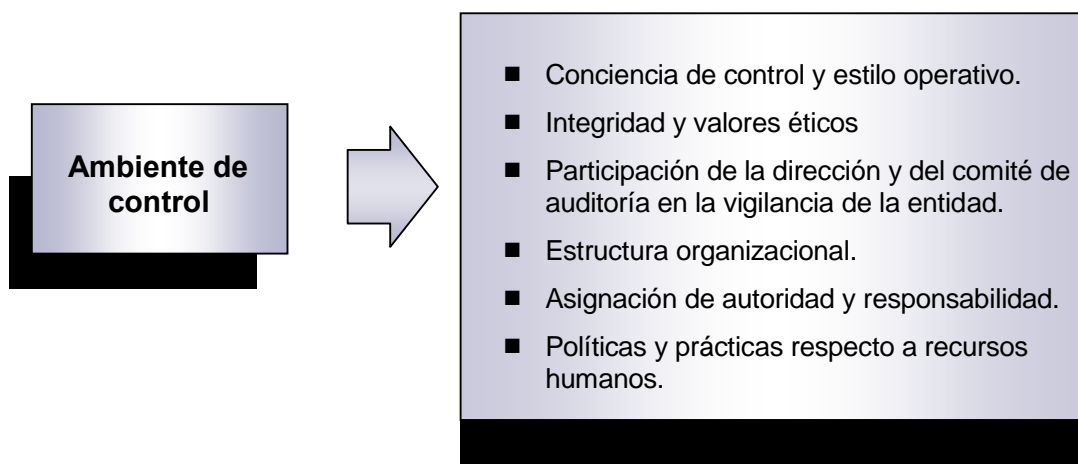 Ambiente de
control
■ Conciencia de control y estilo operativo.
■ Integridad y valores éticos
■ Participación de la dirección y del comité de
auditoría en la vigilancia de la entidad.
■ Estructura organizacional.
■ Asignación de autoridad y responsabilidad.
■ Políticas y prácticas respecto a recursos
humanos.